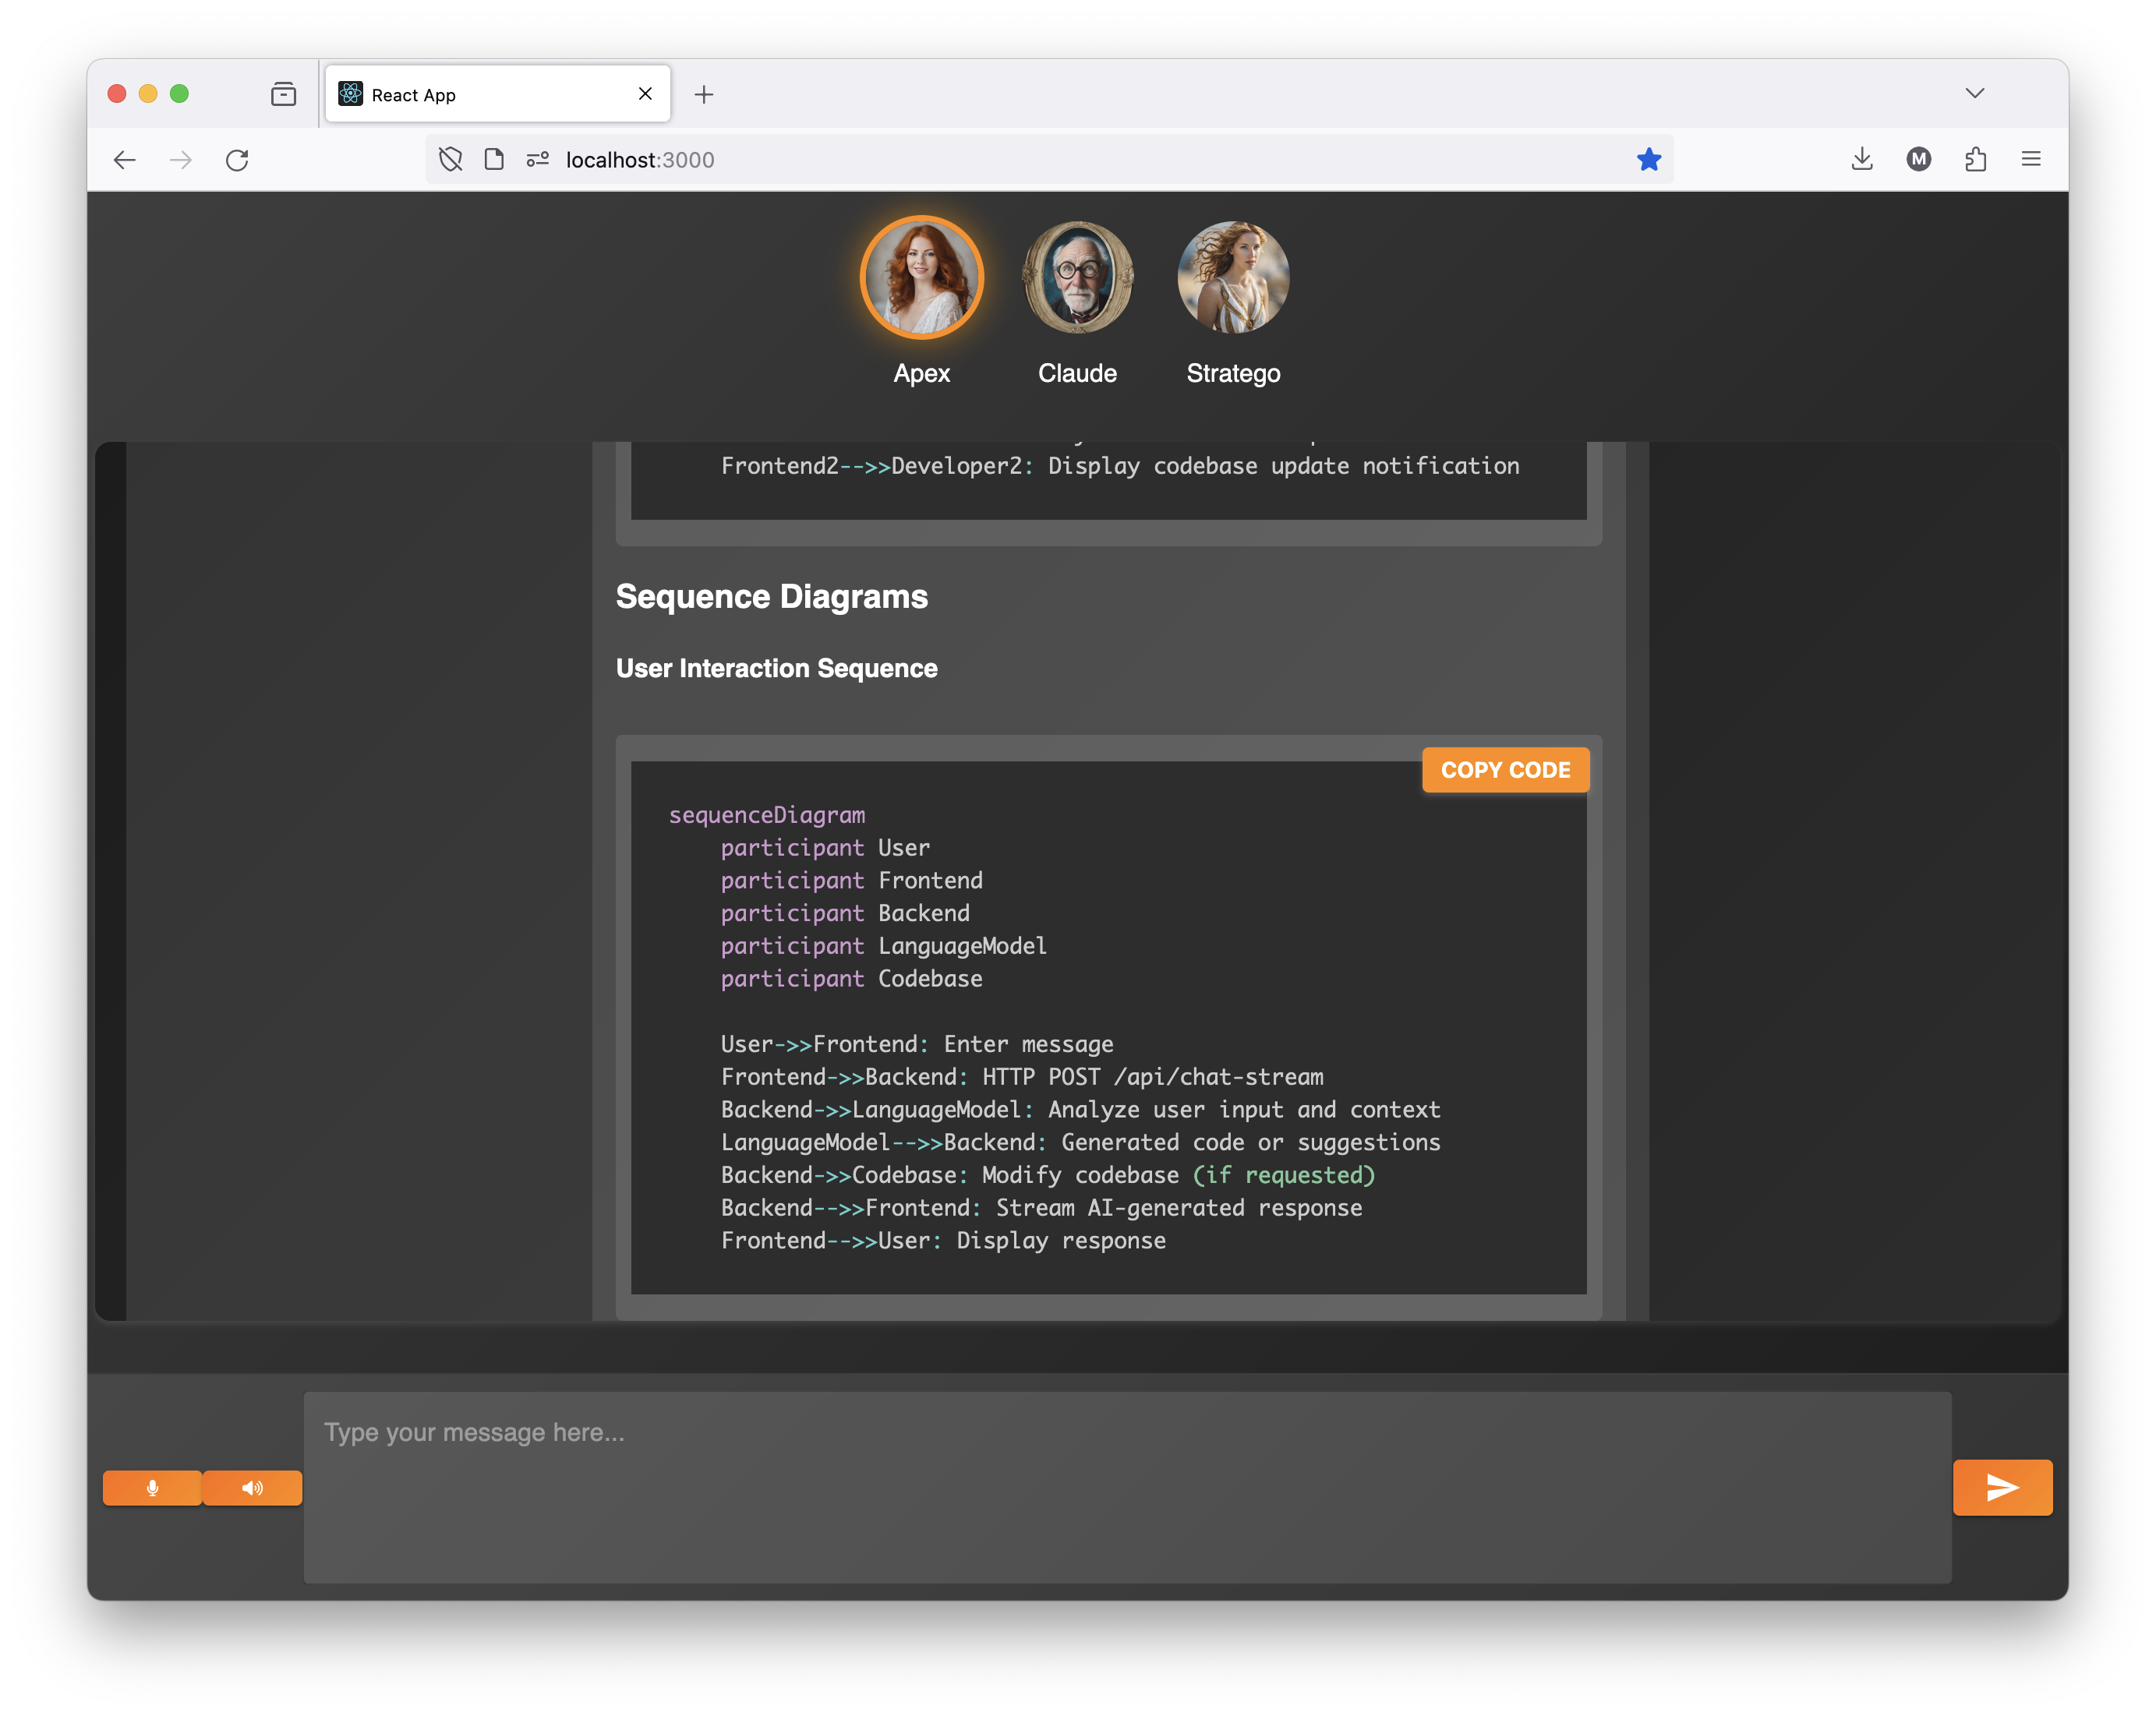 React App
localhost:3000
M
Apex
Claude
Stratego
Frontend2-->>Developer2: Display codebase update notification
Sequence Diagrams
User Interaction Sequence
COPY CODE
sequenceDiagram
    participant User
    participant Frontend
    participant Backend
    participant LanguageModel
    participant Codebase
    User->>Frontend: Enter message
    Frontend->>Backend: HTTP POST /api/chat-stream
    Backend->>LanguageModel: Analyze user input and context
    LanguageModel-->>Backend: Generated code or suggestions
    Backend->>Codebase: Modify codebase (if requested)
    Backend-->>Frontend: Stream AI-generated response
    Frontend-->>User: Display response
Type your message here...